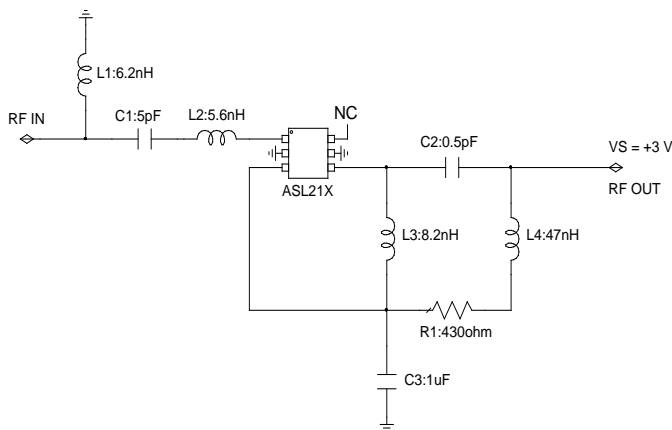 L1:6.2nH
RF IN
C1:5pF
L2:5.6nH
NC
C2:0.5pF
VS = +3 V
RF OUT
ASL21X
L3:8.2nH
L4:47nH
R1:430ohm
C3:1uF